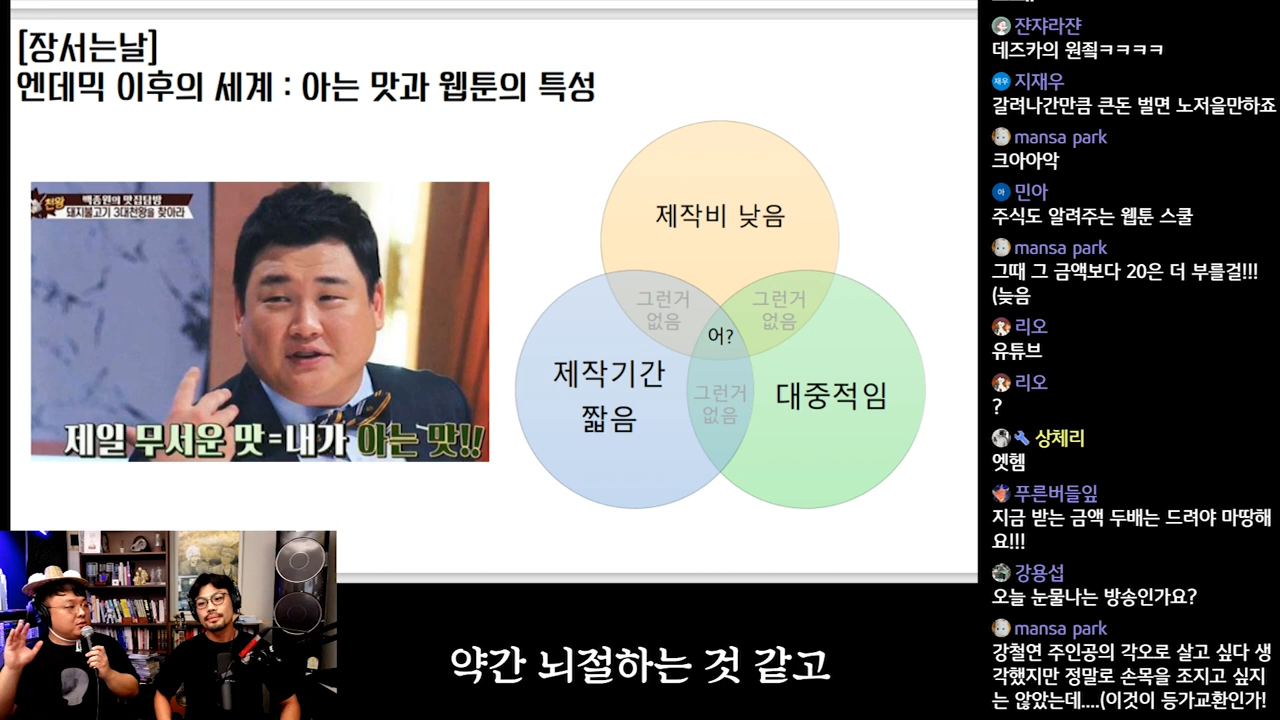 [장서는날]
엔데믹 이후의 세계 : 아는 맛과 웹툰의 특성
천왕
백종원의 맛집탐방
돼지불고기 3대천왕을 찾아라
제일 무서운 맛=내가 아는 맛!!
제작비 낮음
그런거
없음
그런거
없음
어?
제작기간
짧음
그런거
없음
대중적임
약간 뇌절하는 것 같고
쟌쟈라쟌
데즈카의 원죜ㅋㅋㅋㅋ
재우
지재우
갈려나간만큼 큰돈 벌면 노저을만하죠
mansa park
크아아악
아
민아
주식도 알려주는 웹툰 스쿨
mansa park
그때 그 금액보다 20은 더 부를걸!!!
(늦음
리오
유튜브
리오
?
상체리
엣헴
푸른버들잎
지금 받는 금액 두배는 드려야 마땅해
요!!!
강용섭
오늘 눈물나는 방송인가요?
mansa park
강철연 주인공의 각오로 살고 싶다 생
각했지만 정말로 손목을 조지고 싶지
는 않았는데....(이것이 등가교환인가!